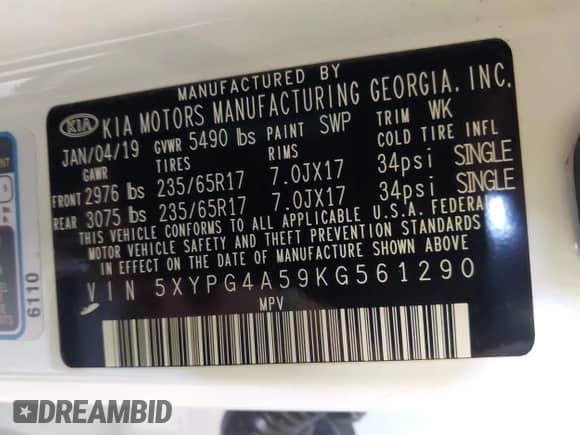 MANUFACTURED BY
KIA KIA MOTORS MANUFACTURING GEORGIA, INC.
JAN/04/19 GVWR 5490 lbs PAINT SWP TRIM WK
GAWR TIRES RIMS COLD TIRE INFL
FRONT 2976 lbs 235/65R17 7.0JX17 34psi SINGLE
REAR 3075 lbs 235/65R17 7.0JX17 34psi SINGLE
THIS VEHICLE CONFORMS TO ALL APPLICABLE U.S.A. FEDERAL
MOTOR VEHICLE SAFETY AND THEFT PREVENTION STANDARDS
IN EFFECT ON THE DATE OF MANUFACTURE SHOWN ABOVE
VIN 5XYPG4A59KG561290
MPV
6110
DREAMBID